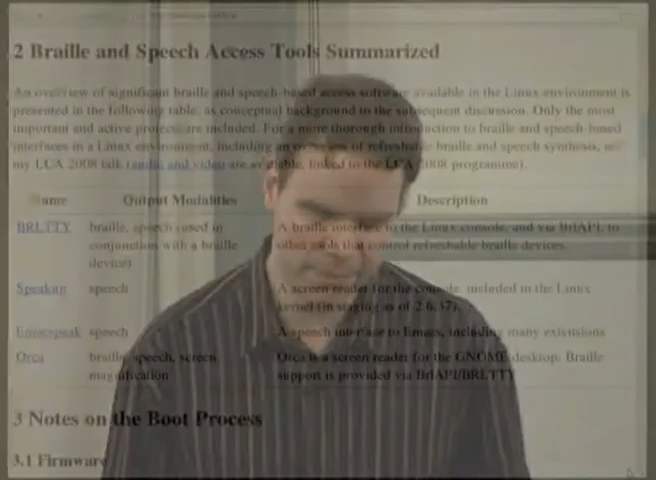 2 Braille and Speech Access Tools Summarized
An overview of significant braille and speech-based access software available in the Linux environment is
presented in the following table, as conceptual background to the subsequent discussion. Only the most
important and active projects are included. For a more thorough introduction to braille and speech-based
interfaces in a Linux environment, including an overview of refreshable braille and speech synthesis, see
my LCA 2008 talk (audio and video are available, linked to the LCA 2008 programme).
Name Output Modalities Description
BRLTTY braille, speech (used in A braille interface to the Linux console, and via BrlAPI, to
conjunction with a braille other tools that control refreshable braille devices.
device)
Speakup speech A screen reader for the console, included in the Linux
kernel (in staging as of 2.6.37).
Emacspeak speech A speech interface to Emacs, including many extensions
Orca braille, speech, screen Orca is a screen reader for the GNOME desktop. Braille
magnification support is provided via BrlAPI/BRLTTY
3 Notes on the Boot Process
3.1 Firmware